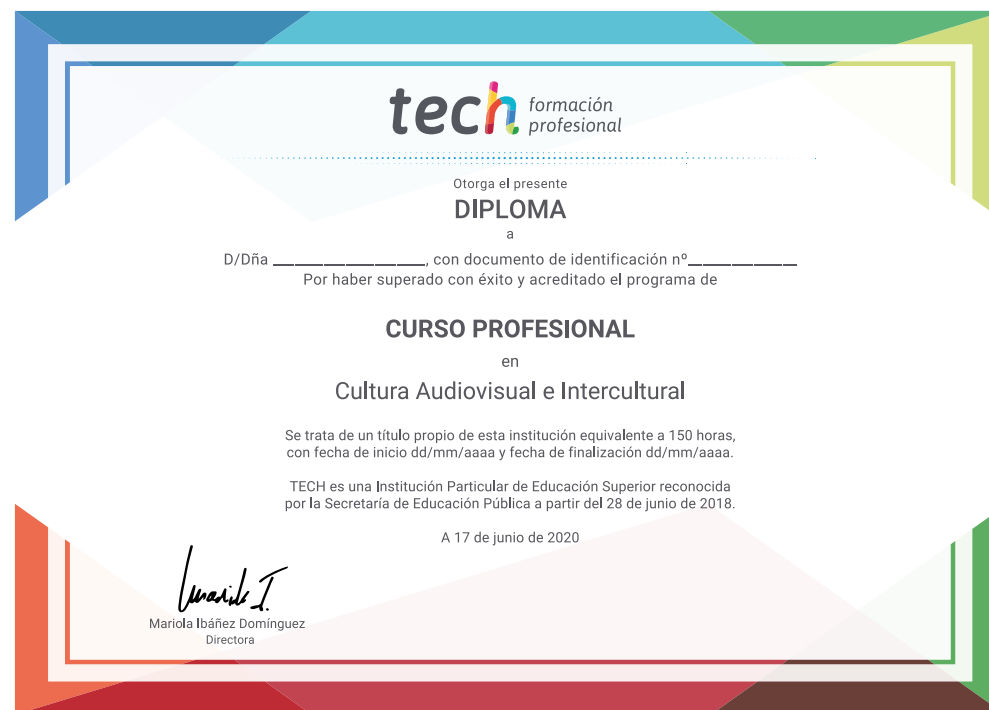 tech formación
profesional
Otorga el presente
DIPLOMA
a
D/Dña ______________, con documento de identificación nº__________
Por haber superado con éxito y acreditado el programa de
CURSO PROFESIONAL
en
Cultura Audiovisual e Intercultural
Se trata de un título propio de esta institución equivalente a 150 horas,
con fecha de inicio dd/mm/aaaa y fecha de finalización dd/mm/aaaa.
TECH es una Institución Particular de Educación Superior reconocida
por la Secretaría de Educación Pública a partir del 28 de junio de 2018.
A 17 de junio de 2020
Mariola Ibáñez Domínguez
Directora